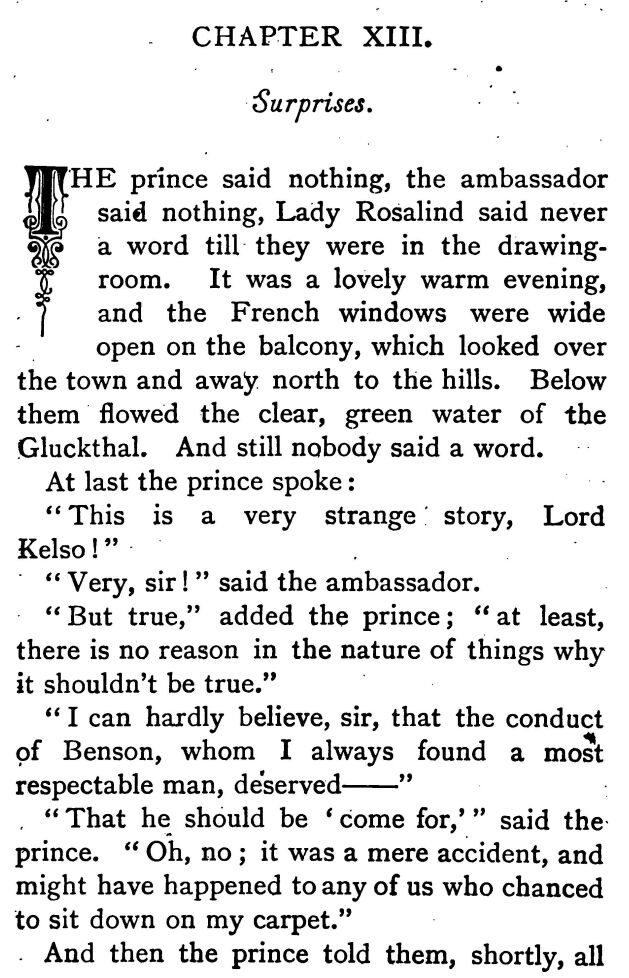 CHAPTER XIII.
Surprises.
THE prince said nothing, the ambassador
said nothing, Lady Rosalind said never
a word till they were in the drawing-
room. It was a lovely warm evening,
and the French windows were wide
open on the balcony, which looked over
the town and away north to the hills. Below
them flowed the clear, green water of the
Gluckthal. And still nobody said a word.
At last the prince spoke:
"This is a very strange story, Lord
Kelso!"
"Very, sir!" said the ambassador.
"But true," added the prince; "at least,
there is no reason in the nature of things why
it shouldn't be true."
"I can hardly believe, sir, that the conduct
of Benson, whom I always found a most
respectable man, deserved——"
"That he should be 'come for,'" said the
prince. "Oh, no; it was a mere accident, and
might have happened to any of us who chanced
to sit down on my carpet."
And then the prince told them, shortly, all